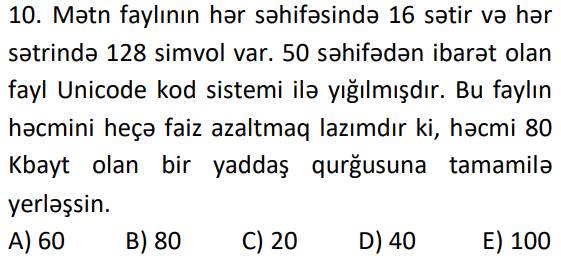 10. Mətn faylının hər səhifəsində 16 sətir və hər
sətrində 128 simvol var. 50 səhifədən ibarət olan
fayl Unicode kod sistemi ilə yığılmışdır. Bu faylın
həcmini heçə faiz azaltmaq lazımdır ki, həcmi 80
Kbayt olan bir yaddaş qurğusuna tamamilə
yerləşsin.
A) 60 B) 80 C) 20 D) 40 E) 100